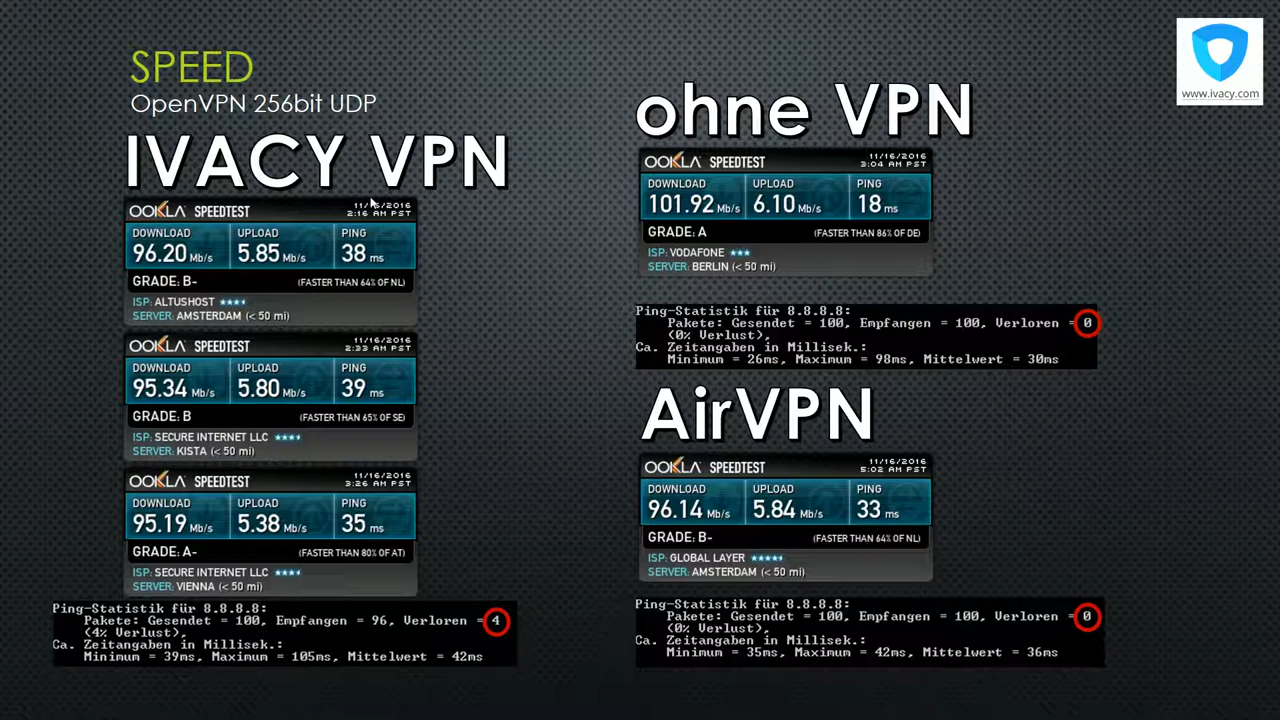 SPEED
OpenVPN 256bit UDP
IVACY VPN
OOKLA SPEEDTEST 11/16/2016
2:16 AM PST
DOWNLOAD UPLOAD PING
96.20 Mb/s 5.85 Mb/s 38 ms
GRADE: B- (FASTER THAN 64% OF NL)
ISP: ALTUSHOST
SERVER: AMSTERDAM (< 50 mi)
OOKLA SPEEDTEST 11/16/2016
2:33 AM PST
DOWNLOAD UPLOAD PING
95.34 Mb/s 5.80 Mb/s 39 ms
GRADE: B (FASTER THAN 65% OF SE)
ISP: SECURE INTERNET LLC
SERVER: KISTA (< 50 mi)
OOKLA SPEEDTEST 11/16/2016
3:26 AM PST
DOWNLOAD UPLOAD PING
95.19 Mb/s 5.38 Mb/s 35 ms
GRADE: A- (FASTER THAN 80% OF AT)
ISP: SECURE INTERNET LLC
SERVER: VIENNA (< 50 mi)
Ping-Statistik für 8.8.8.8:
Pakete: Gesendet = 100, Empfangen = 96, Verloren = 4
(4% Verlust),
Ca. Zeitangaben in Millisek.:
Minimum = 39ms, Maximum = 105ms, Mittelwert = 42ms
www.ivacy.com
ohne VPN
OOKLA SPEEDTEST 11/16/2016
3:04 AM PST
DOWNLOAD UPLOAD PING
101.92 Mb/s 6.10 Mb/s 18 ms
GRADE: A (FASTER THAN 86% OF DE)
ISP: VODAFONE
SERVER: BERLIN (< 50 mi)
Ping-Statistik für 8.8.8.8:
Pakete: Gesendet = 100, Empfangen = 100, Verloren = 0
(0% Verlust),
Ca. Zeitangaben in Millisek.:
Minimum = 26ms, Maximum = 98ms, Mittelwert = 30ms
AirVPN
OOKLA SPEEDTEST 11/16/2016
5:02 AM PST
DOWNLOAD UPLOAD PING
96.14 Mb/s 5.84 Mb/s 33 ms
GRADE: B- (FASTER THAN 64% OF NL)
ISP: GLOBAL LAYER
SERVER: AMSTERDAM (< 50 mi)
Ping-Statistik für 8.8.8.8:
Pakete: Gesendet = 100, Empfangen = 100, Verloren = 0
(0% Verlust),
Ca. Zeitangaben in Millisek.:
Minimum = 35ms, Maximum = 42ms, Mittelwert = 36ms